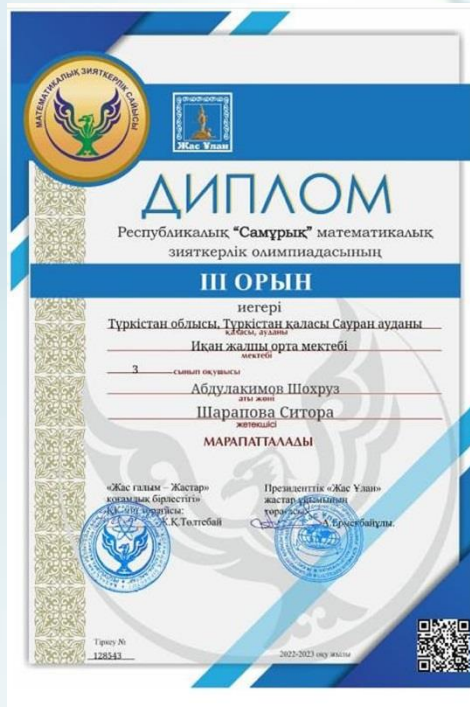 МАТЕМАТИКАЛЫҚ ЗИЯТКЕРЛІК САЙЫСЫ
Жас Ұлан
ДИПЛОМ
Республикалық "Самұрық" математикалық
зияткерлік олимпиадасының
III ОРЫН
иегері
Түркістан облысы, Түркістан қаласы Сауран ауданы
қаласы, ауданы
Иқан жалпы орта мектебі
мектебі
3 сынып оқушысы
Абдулакимов Шохруз
аты жөні
Шарапова Ситора
жетекшісі
МАРАПАТТАЛАДЫ
«Жас ғалым – Жастар»
қоғамдық бірлестігі»
Ж.Қ.Төлтебай
Президенттік «Жас Ұлан»
жастар ұйымының
төрағасы
Тіркеу №
128543
2022-2023 оқу жылы